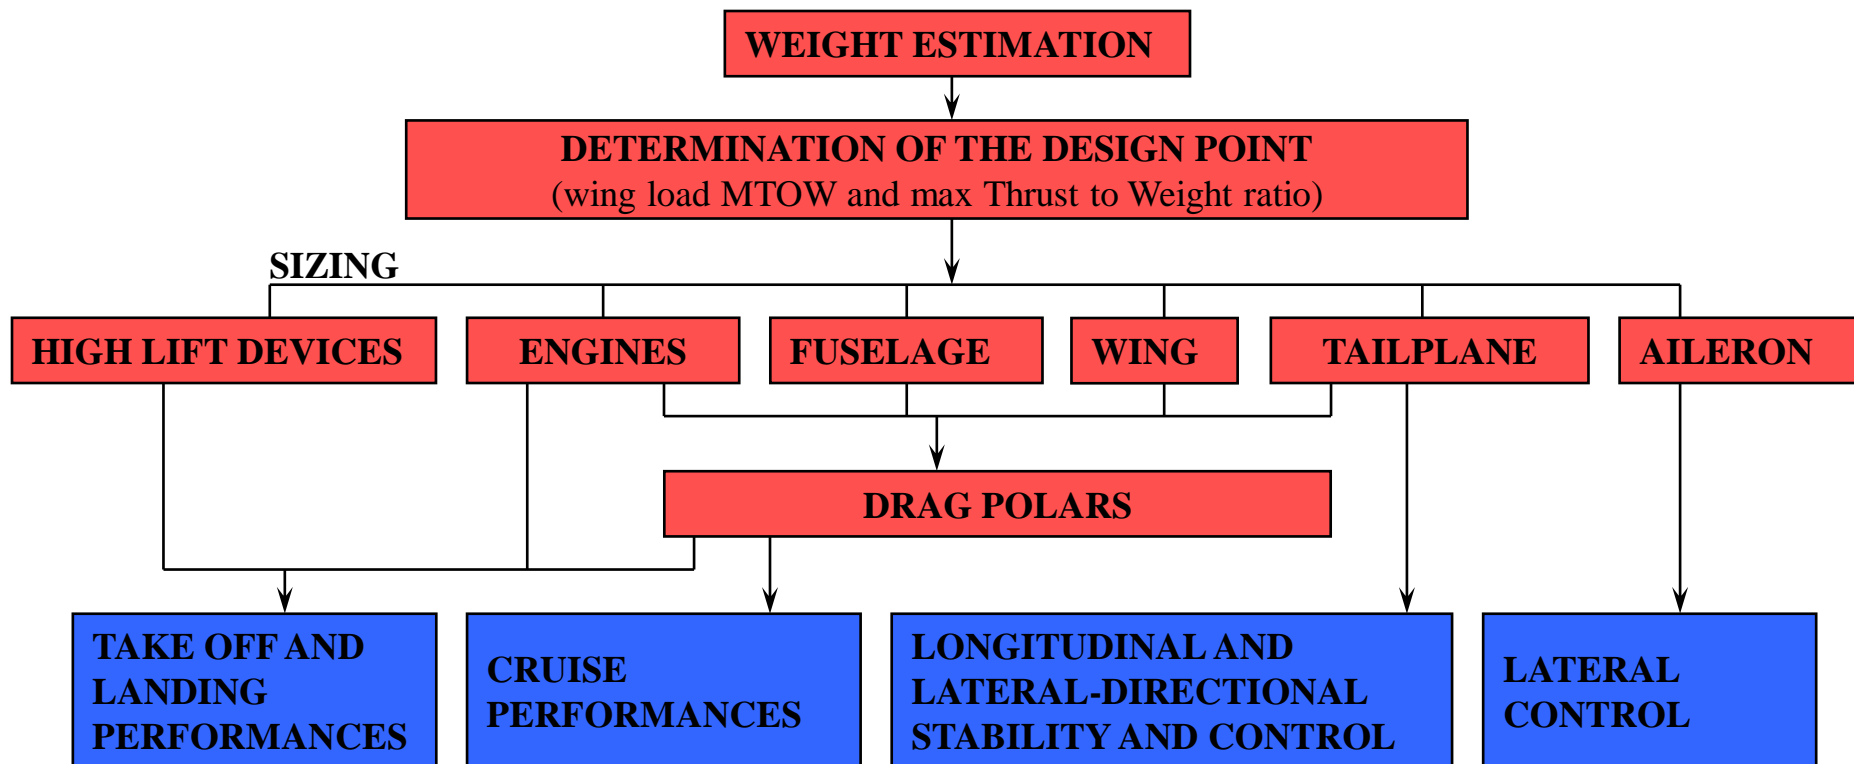 WEIGHT ESTIMATION
DETERMINATION OF THE DESIGN POINT
(wing load MTOW and max Thrust to Weight ratio)
SIZING
HIGH LIFT DEVICES
ENGINES
FUSELAGE
WING
TAILPLANE
AILERON
DRAG POLARS
TAKE OFF AND
LANDING
PERFORMANCES
CRUISE
PERFORMANCES
LONGITUDINAL AND
LATERAL-DIRECTIONAL
STABILITY AND CONTROL
LATERAL
CONTROL